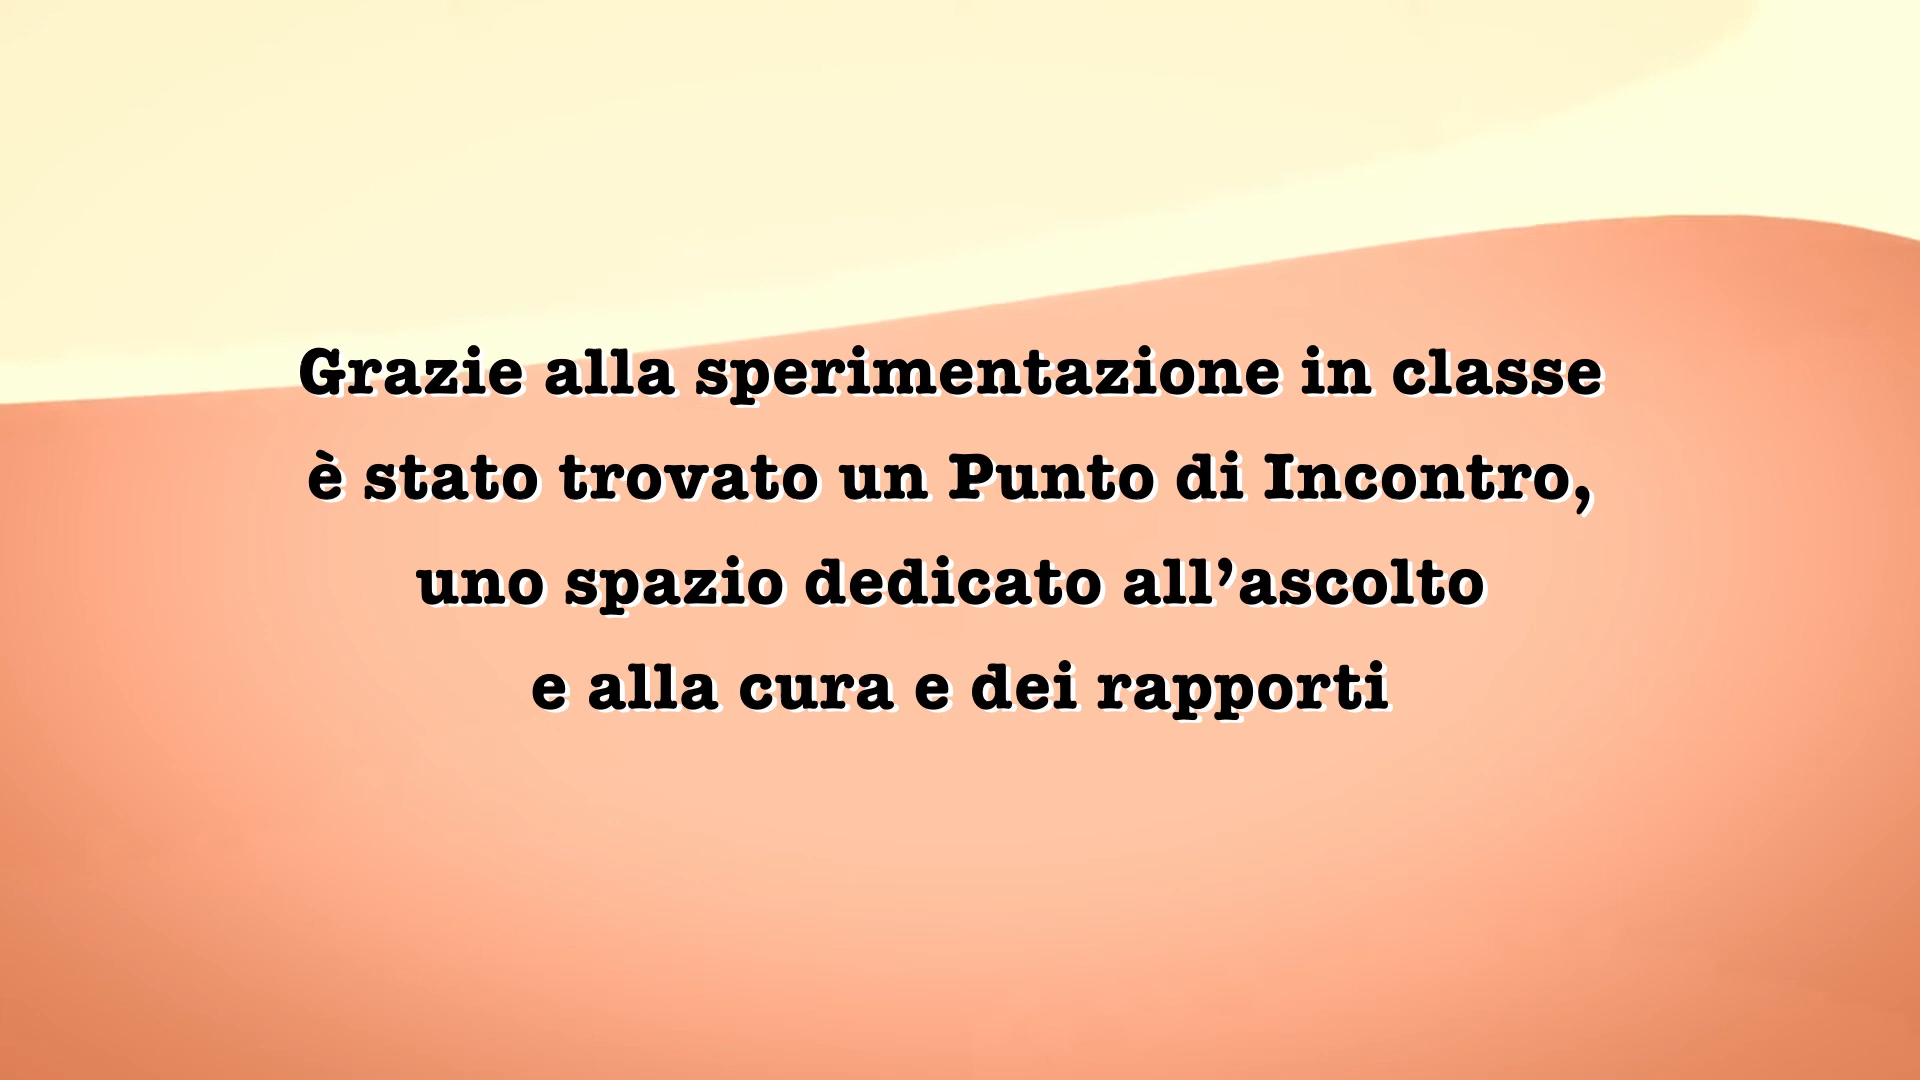 Grazie alla sperimentazione in classe
è stato trovato un Punto di Incontro,
uno spazio dedicato all’ascolto
e alla cura e dei rapporti